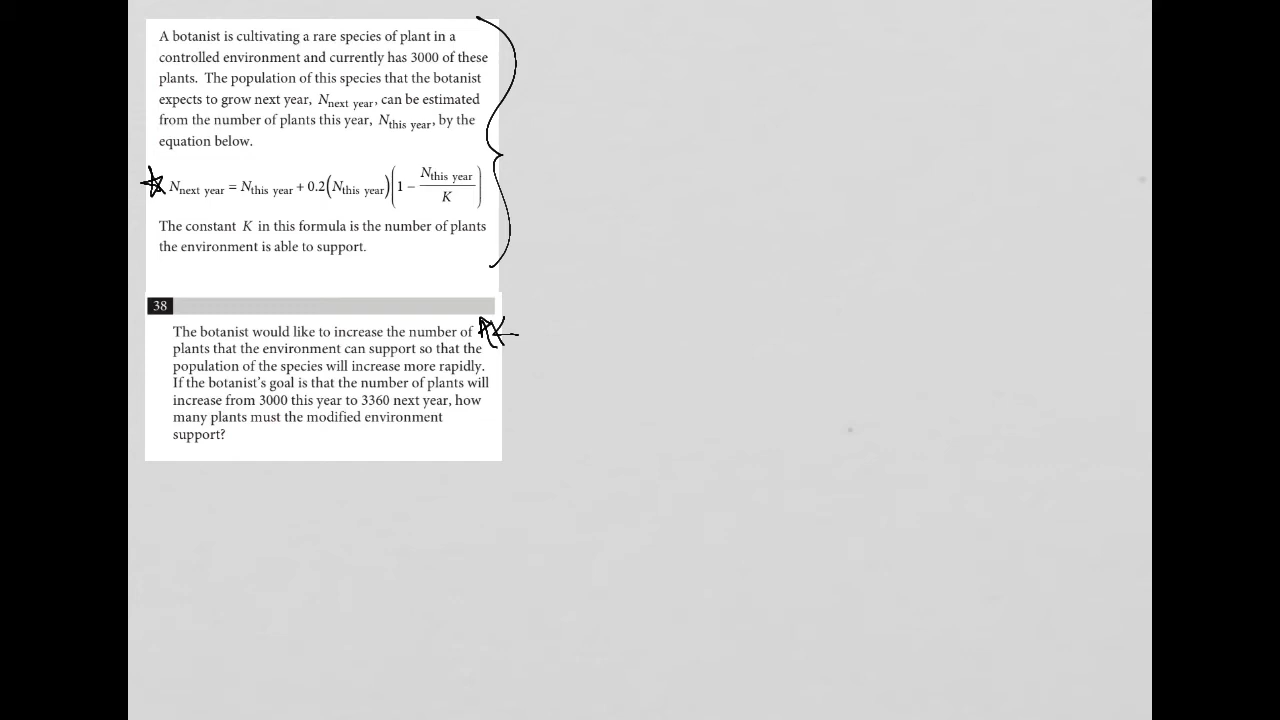 A botanist is cultivating a rare species of plant in a
controlled environment and currently has 3000 of these
plants. The population of this species that the botanist
expects to grow next year, N_next year, can be estimated
from the number of plants this year, N_this year, by the
equation below.
N_next year = N_this year + 0.2(N_this year)(1 − N_this year/K)
The constant K in this formula is the number of plants
the environment is able to support.
38
The botanist would like to increase the number of
plants that the environment can support so that the
population of the species will increase more rapidly.
If the botanist's goal is that the number of plants will
increase from 3000 this year to 3360 next year, how
many plants must the modified environment
support?